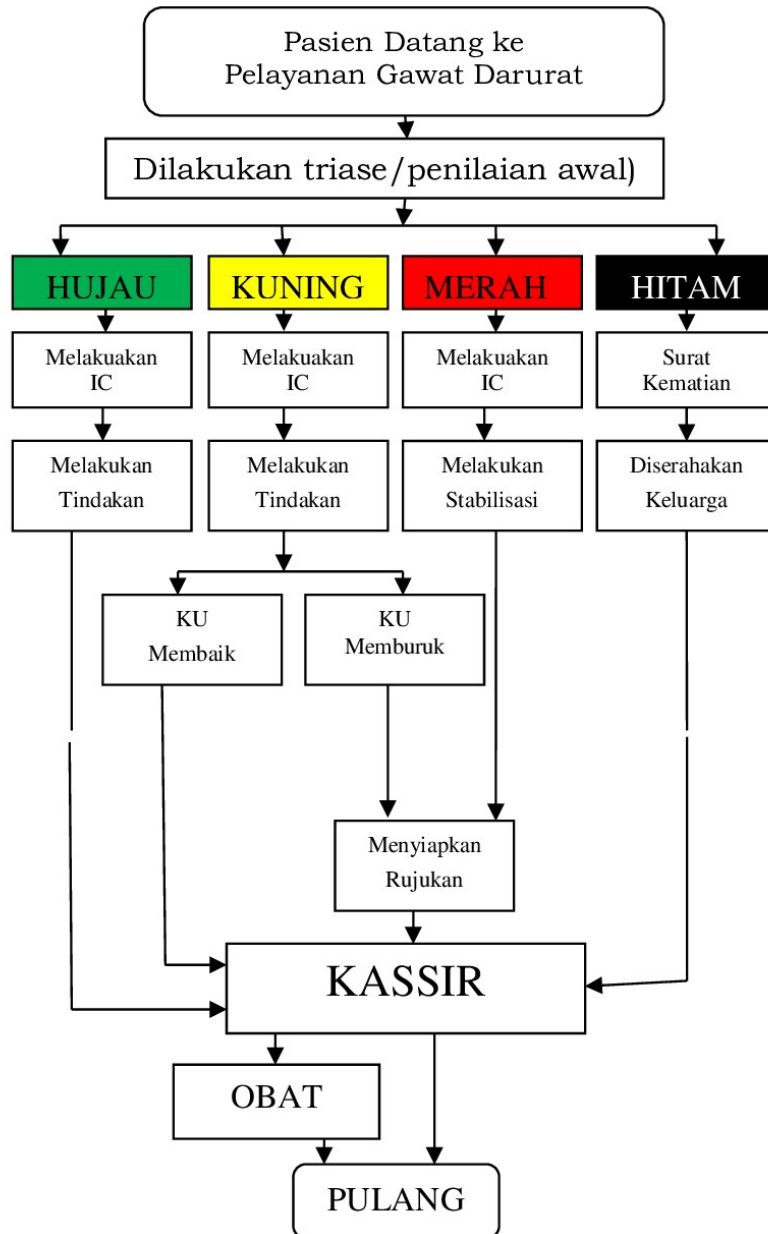 Pasien Datang ke
Pelayanan Gawat Darurat
Dilakukan triase/penilaian awal)
HUJAU
KUNING
MERAH
HITAM
Melakuakan
IC
Melakuakan
IC
Melakuakan
IC
Surat
Kematian
Melakukan
Tindakan
Melakukan
Tindakan
Melakukan
Stabilisasi
Diserahakan
Keluarga
KU
Membaik
KU
Memburuk
Menyiapkan
Rujukan
KASSIR
OBAT
PULANG